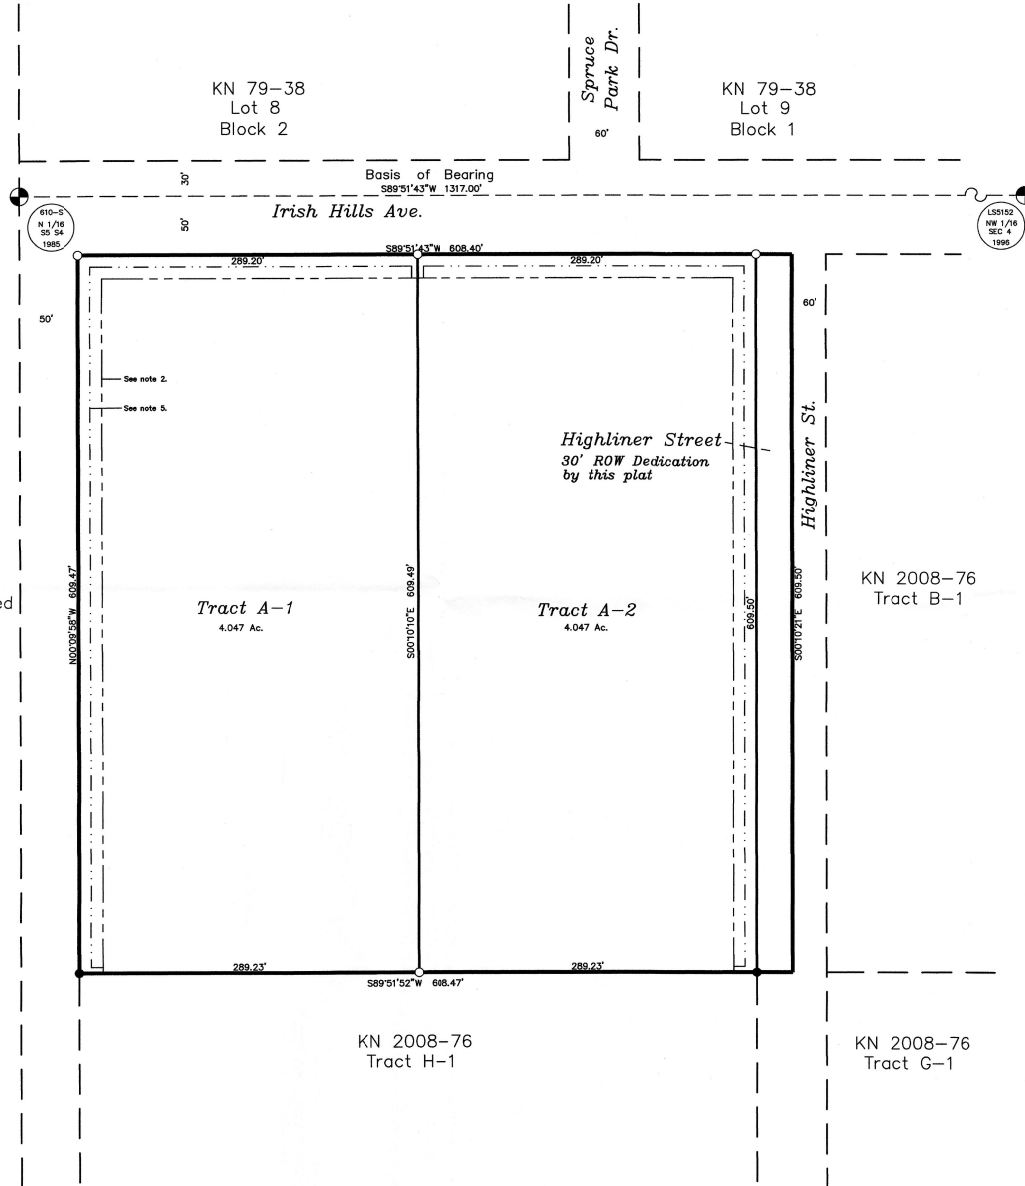 Spruce
Park Dr.
60'
KN 79-38
Lot 8
Block 2
KN 79-38
Lot 9
Block 1
30'
Basis of Bearing
S89°51'43"W 1317.00'
610-S
N 1/16
S5 S4
1985
50'
Irish Hills Ave.
LS5152
NW 1/16
SEC 4
1996
S89°51'43"W 608.40'
289.20'
289.20'
50'
60'
See note 2.
See note 5.
Highliner Street
30' ROW Dedication
by this plat
Highliner St.
N00°09'58"W 609.47'
S00°10'10"E 609.49'
609.50'
S00°10'21"E 609.50'
ed
Tract A-1
4.047 Ac.
Tract A-2
4.047 Ac.
KN 2008-76
Tract B-1
289.23'
289.23'
S89°51'52"W 608.47'
KN 2008-76
Tract H-1
KN 2008-76
Tract G-1